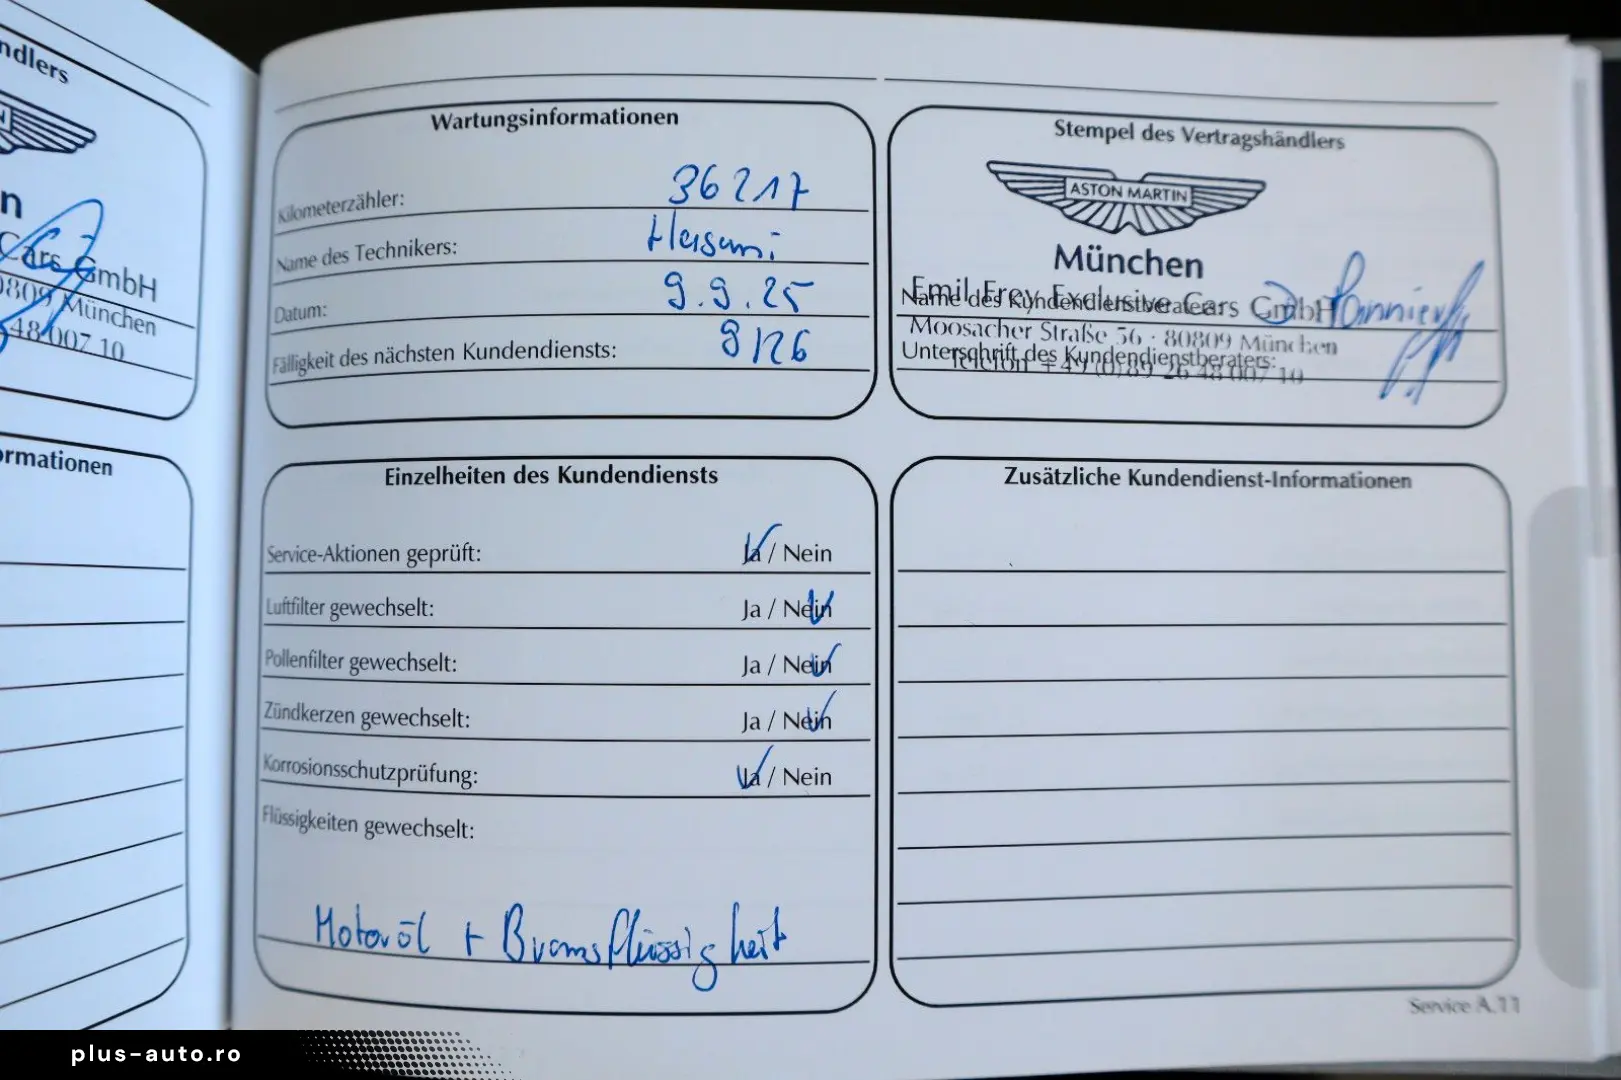 ndlers
n
Cars GmbH
0809 München
48 007 10
ormationen
Wartungsinformationen
Kilometerzähler: 36217
Name des Technikers: Hasami
Datum: 9.9.25
Fälligkeit des nächsten Kundendiensts: 9/26
Stempel des Vertragshändlers
ASTON MARTIN
München
Emil Frey Exclusive Cars GmbH
Name des Kundendienstberaters:
Moosacher Straße 56 · 80809 München
Unterschrift des Kundendienstberaters:
Telefon +49 (0) 89 26 48 007 10
Einzelheiten des Kundendiensts
Service-Aktionen geprüft: Ja / Nein
Luftfilter gewechselt: Ja / Nein
Pollenfilter gewechselt: Ja / Nein
Zündkerzen gewechselt: Ja / Nein
Korrosionsschutzprüfung: Ja / Nein
Flüssigkeiten gewechselt:
Motoröl + Bremsflüssigkeit
Zusätzliche Kundendienst-Informationen
Service A.11
plus-auto.ro